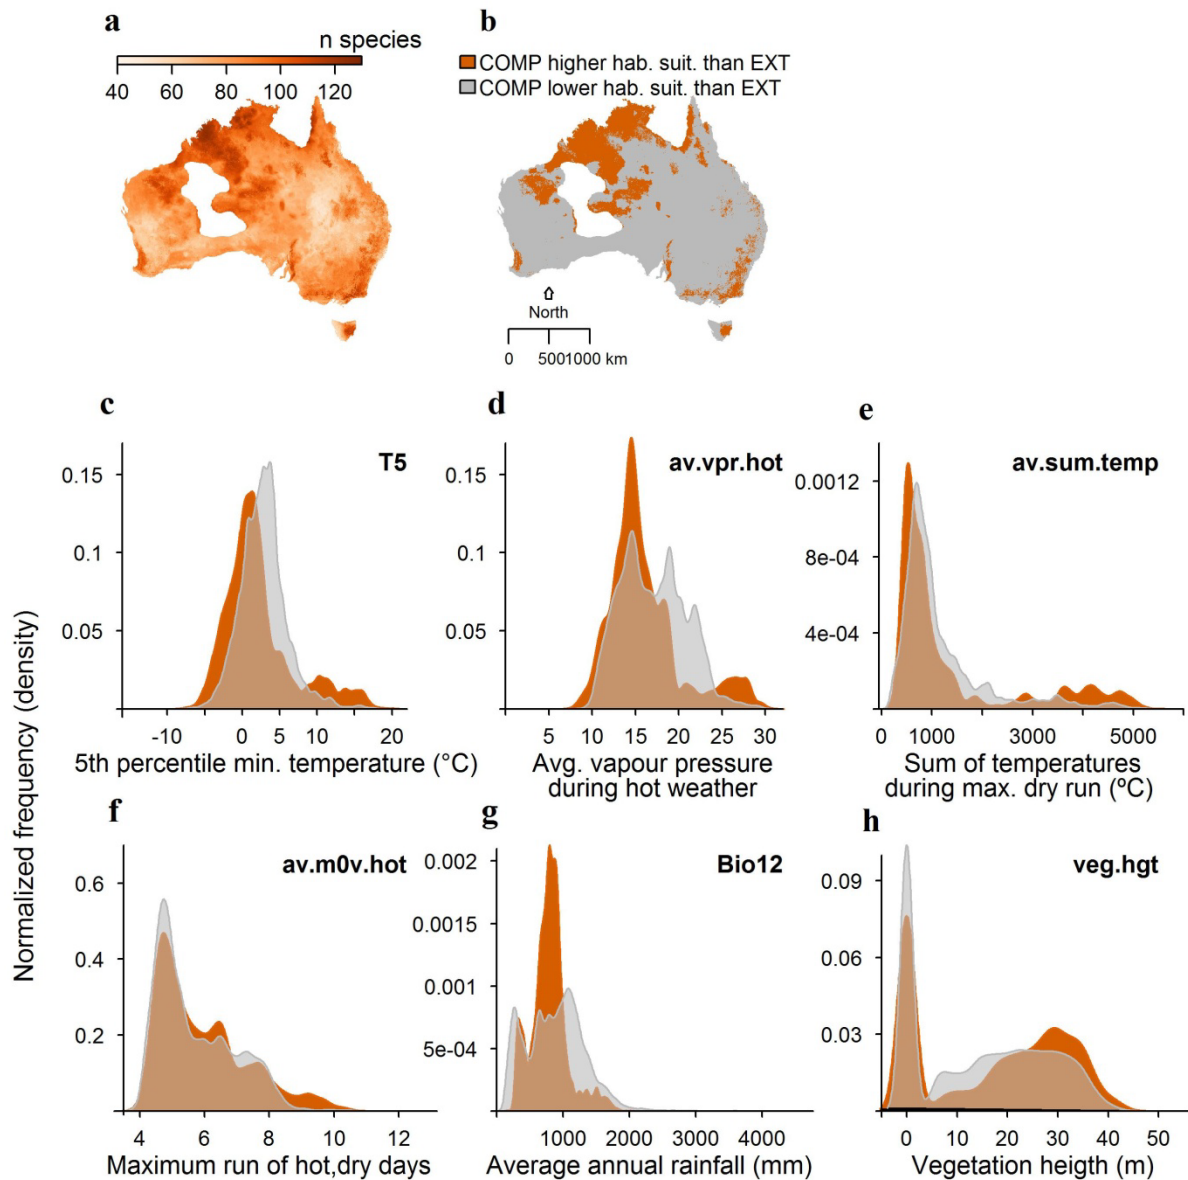 a
n species
40 60 80 100 120
b
COMP higher hab. suit. than EXT
COMP lower hab. suit. than EXT
North
0 5001000 km
Normalized frequency (density)
c
T5
0.15
0.1
0.05
-10 0 10 20
5th percentile min. temperature (°C)
d
av.vpr.hot
0.15
0.1
0.05
0 5 10 15 20 25 30
Avg. vapour pressure
during hot weather
e
av.sum.temp
0.0012
8e-04
4e-04
0 1000 3000 5000
Sum of temperatures
during max. dry run (ºC)
f
av.m0v.hot
0.6
0.4
0.2
4 6 8 10 12
Maximum run of hot,dry days
g
Bio12
0.002
0.0015
0.001
5e-04
1000 2000 3000 4000
Average annual rainfall (mm)
h
veg.hgt
0.09
0.06
0.03
0 10 20 30 40 50
Vegetation heigth (m)